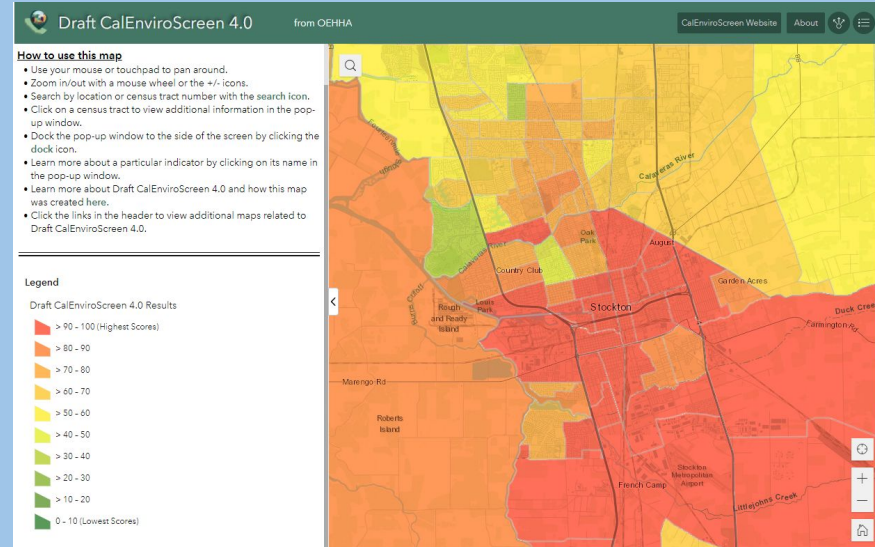 Draft CalEnviroScreen 4.0
from OEHHA
CalEnviroScreen Website
About
How to use this map
• Use your mouse or touchpad to pan around.
• Zoom in/out with a mouse wheel or the +/- icons.
• Search by location or census tract number with the search icon.
• Click on a census tract to view additional information in the pop-
up window.
• Dock the pop-up window to the side of the screen by clicking the
dock icon.
• Learn more about a particular indicator by clicking on its name in
the pop-up window.
• Learn more about Draft CalEnviroScreen 4.0 and how this map
was created here.
• Click the links in the header to view additional maps related to
Draft CalEnviroScreen 4.0.
Legend
Draft CalEnviroScreen 4.0 Results
> 90 - 100 (Highest Scores)
> 80 - 90
> 70 - 80
> 60 - 70
> 50 - 60
> 40 - 50
> 30 - 40
> 20 - 30
> 10 - 20
0 - 10 (Lowest Scores)
Calaveras River
Oak
Park
August
Calaveras River
Country Club
Garden Acres
Louis
Park
Rough
and Ready
Island
Stockton
Duck Cree
Farmington Rd
Marengo Rd
Roberts
Island
Stockton
Metropolitan
Airport
French Camp
Littlejohns Creek